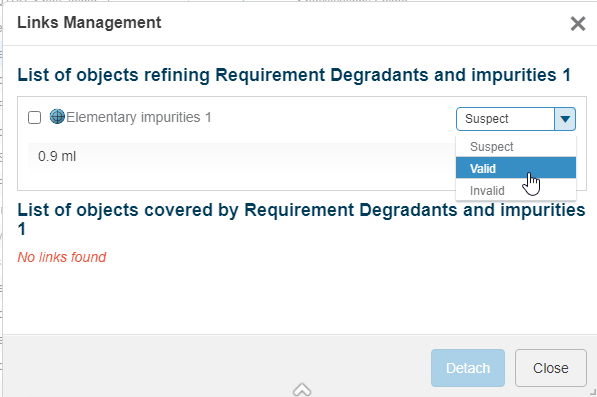 Links Management
List of objects refining Requirement Degradants and impurities 1
Elementary impurities 1
Suspect
0.9 ml
Suspect
Valid
Invalid
List of objects covered by Requirement Degradants and impurities
1
No links found
Detach
Close